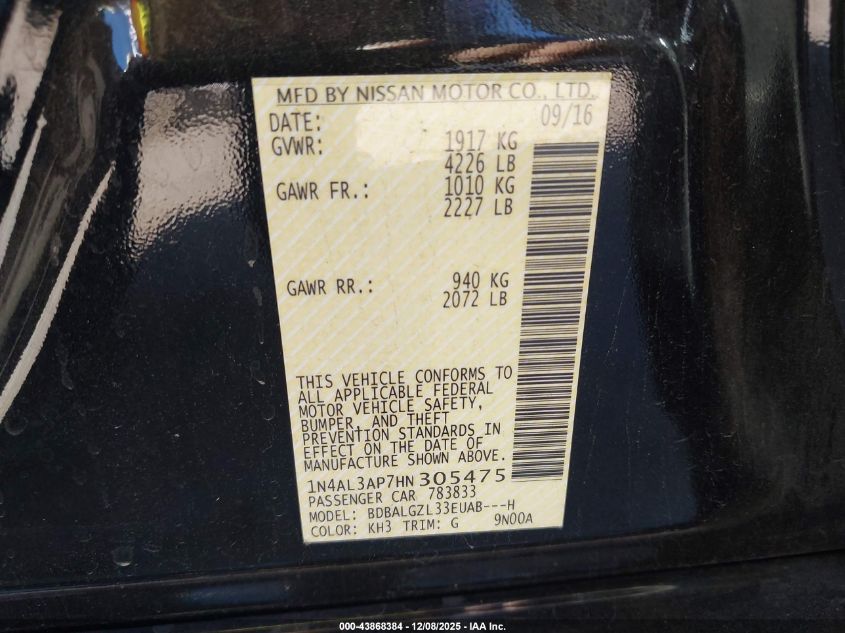 MFD BY NISSAN MOTOR CO., LTD.
DATE: 09/16
GVWR: 1917 KG
4226 LB
GAWR FR.: 1010 KG
2227 LB
GAWR RR.: 940 KG
2072 LB
THIS VEHICLE CONFORMS TO
ALL APPLICABLE FEDERAL
MOTOR VEHICLE SAFETY,
BUMPER, AND THEFT
PREVENTION STANDARDS IN
EFFECT ON THE DATE OF
MANUFACTURE SHOWN ABOVE.
1N4AL3AP7HN305475
PASSENGER CAR 783833
MODEL: BDBALGZL33EUAB---H
COLOR: KH3 TRIM: G 9N00A
000-43868384 - 12/08/2025 - IAA Inc.